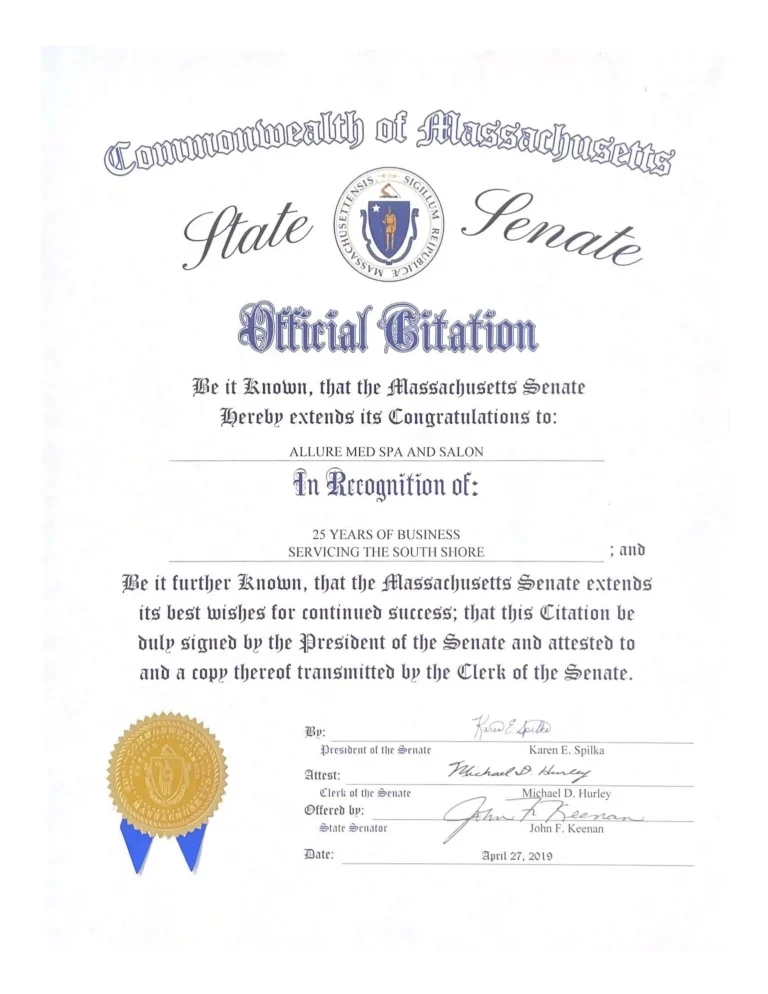 Commonwealth of Massachusetts
State Senate
SIGILLUM REIPUBLICÆ MASSACHUSETTENSIS
Official Citation
Be it Known, that the Massachusetts Senate
Hereby extends its Congratulations to:
ALLURE MED SPA AND SALON
In Recognition of:
25 YEARS OF BUSINESS
SERVICING THE SOUTH SHORE ; and
Be it further Known, that the Massachusetts Senate extends
its best wishes for continued success; that this Citation be
duly signed by the President of the Senate and attested to
and a copy thereof transmitted by the Clerk of the Senate.
By: Karen E. Spilka
President of the Senate Karen E. Spilka
Attest: Michael D. Hurley
Clerk of the Senate Michael D. Hurley
Offered by: John F. Keenan
State Senator John F. Keenan
Date: April 27, 2019